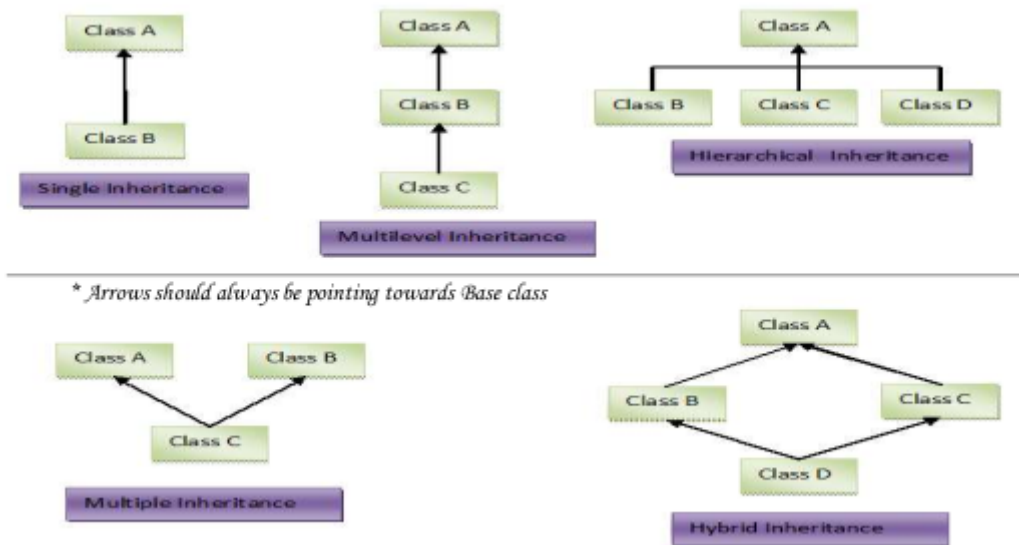 Class A
Class B
Single Inheritance
Class A
Class B
Class C
Multilevel Inheritance
Class A
Class B Class C Class D
Hierarchical Inheritance
* Arrows should always be pointing towards Base class
Class A Class B
Class C
Multiple Inheritance
Class A
Class B Class C
Class D
Hybrid Inheritance